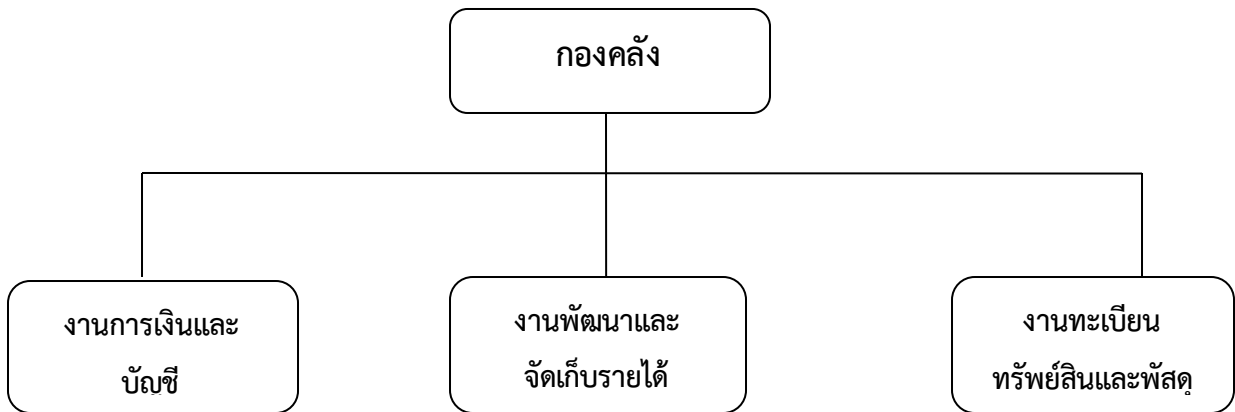 กองคลัง
งานการเงินและ
บัญชี
งานพัฒนาและ
จัดเก็บรายได้
งานทะเบียน
ทรัพย์สินและพัสดุ